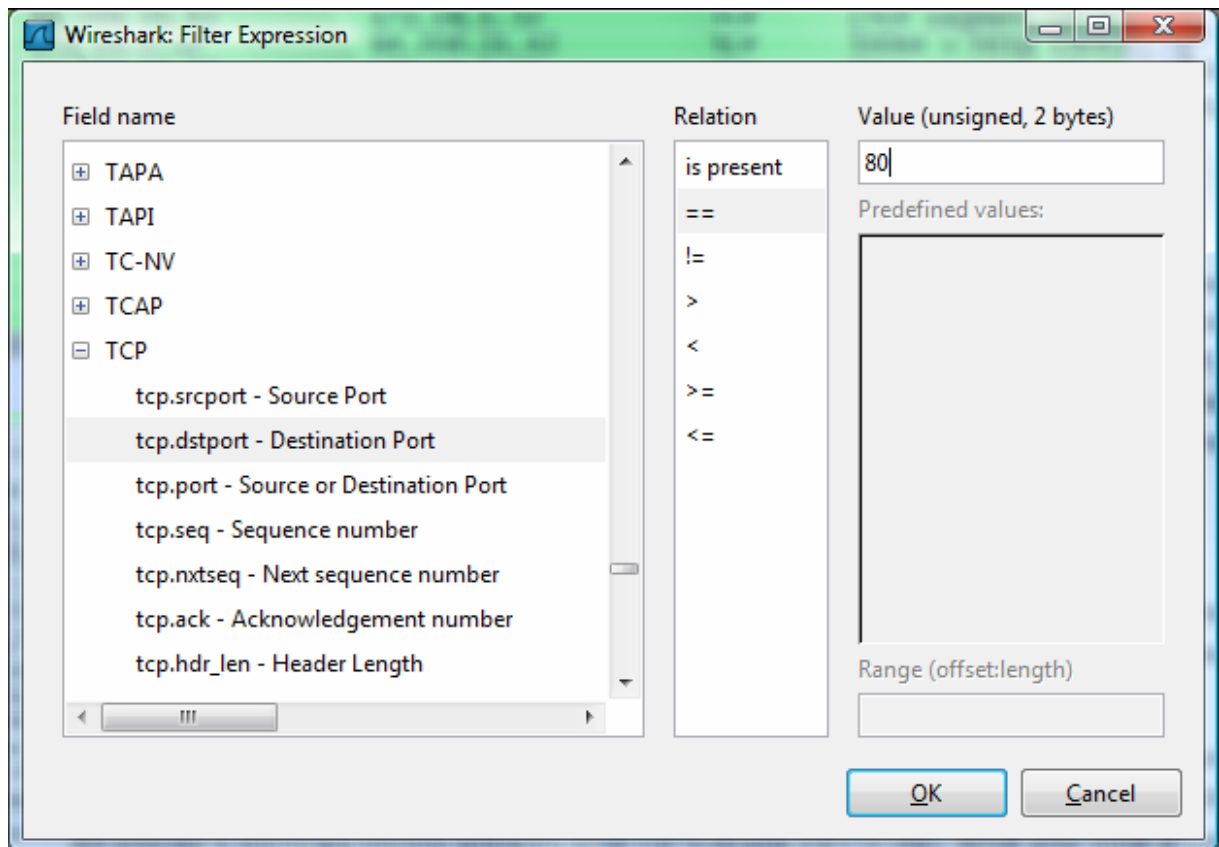 Wireshark: Filter Expression
Field name
TAPA
TAPI
TC-NV
TCAP
TCP
tcp.srcport - Source Port
tcp.dstport - Destination Port
tcp.port - Source or Destination Port
tcp.seq - Sequence number
tcp.nxtseq - Next sequence number
tcp.ack - Acknowledgement number
tcp.hdr_len - Header Length
Relation
is present
==
!=
>
<
>=
<=
Value (unsigned, 2 bytes)
80
Predefined values:
Range (offset:length)
OK
Cancel